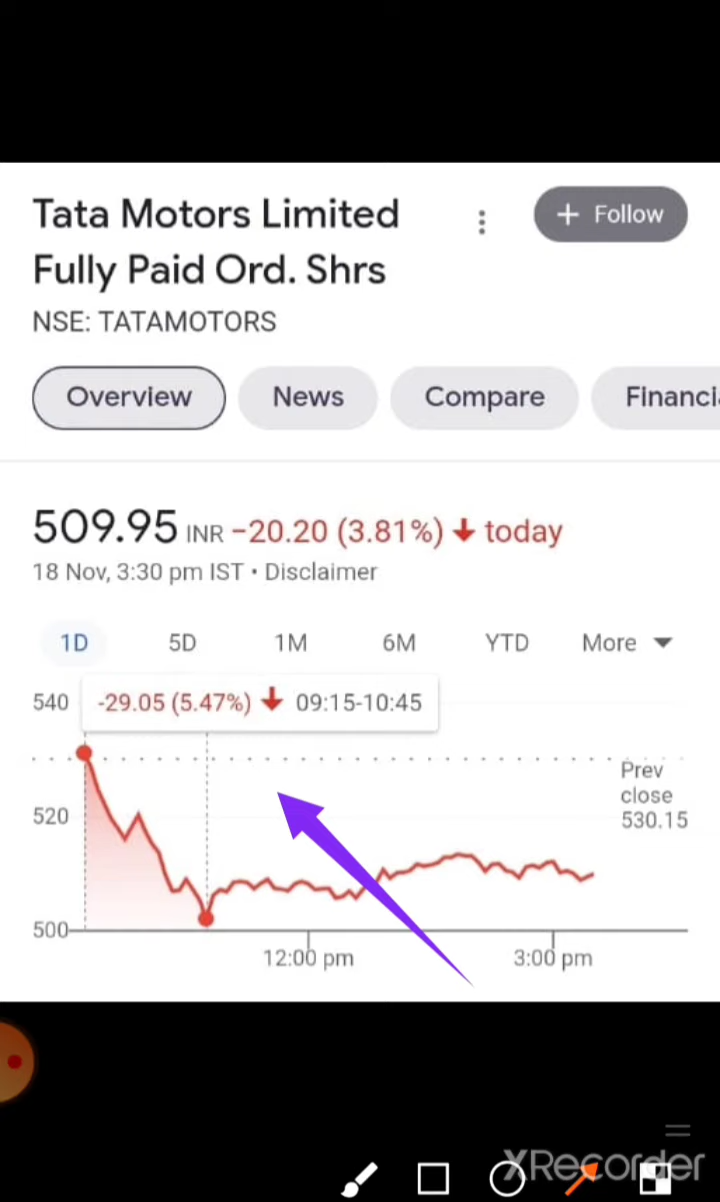 Tata Motors Limited
Fully Paid Ord. Shrs
+ Follow
NSE: TATAMOTORS
Overview News Compare Financi
509.95 INR −20.20 (3.81%) ↓ today
18 Nov, 3:30 pm IST • Disclaimer
1D 5D 1M 6M YTD More
540 -29.05 (5.47%) ↓ 09:15-10:45
Prev
close
530.15
520
500
12:00 pm 3:00 pm
XRecorder